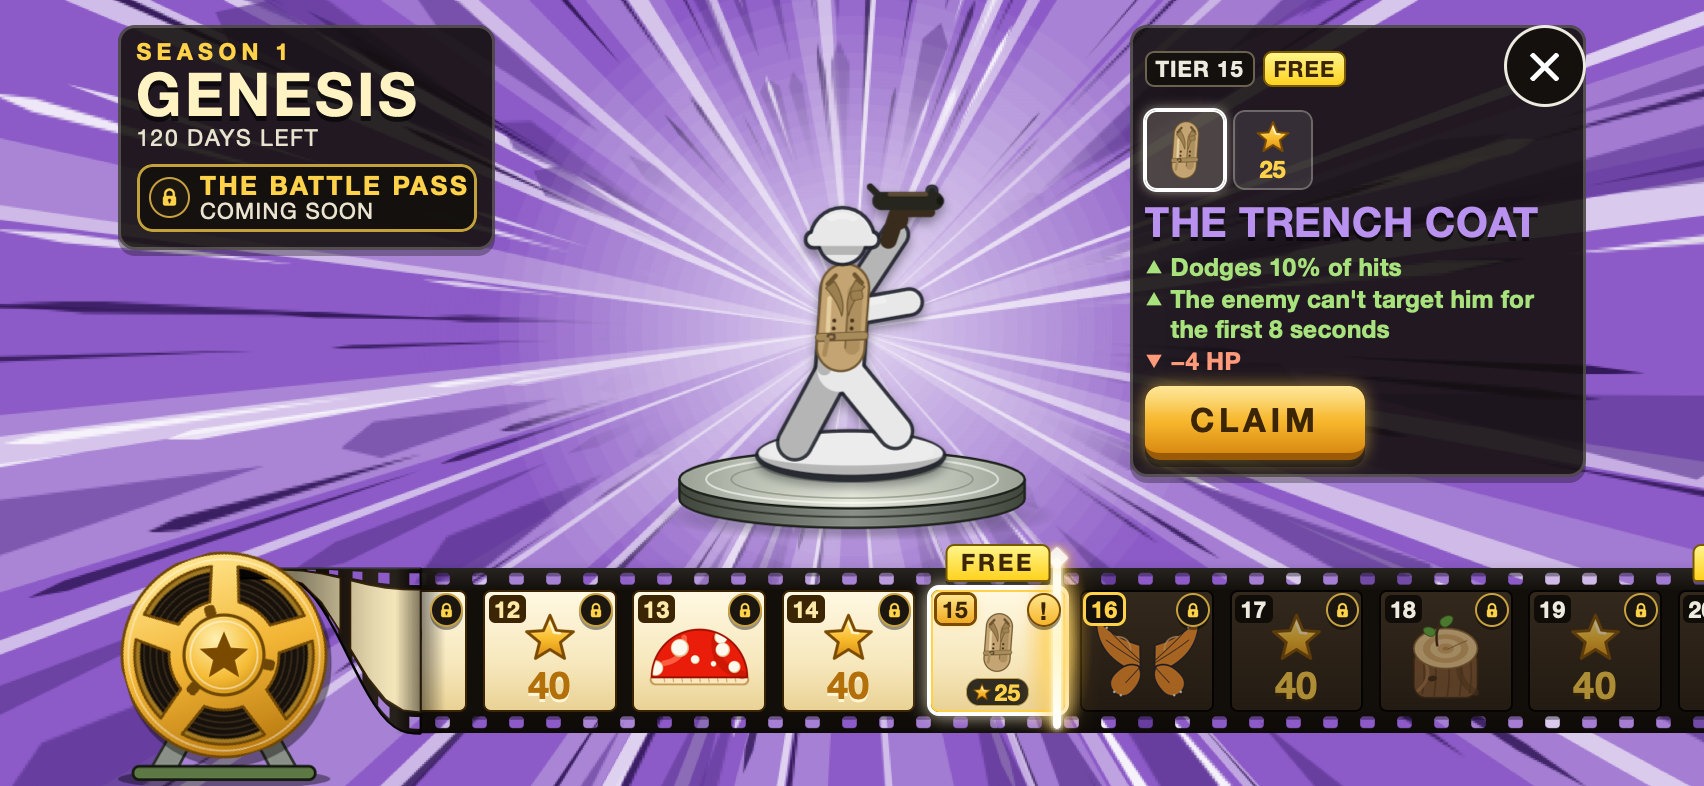 SEASON 1
GENESIS
120 DAYS LEFT
THE BATTLE PASS
COMING SOON
TIER 15
FREE
25
THE TRENCH COAT
Dodges 10% of hits
The enemy can't target him for
the first 8 seconds
–4 HP
CLAIM
FREE
12
40
13
14
40
15
!
25
16
17
40
18
19
40